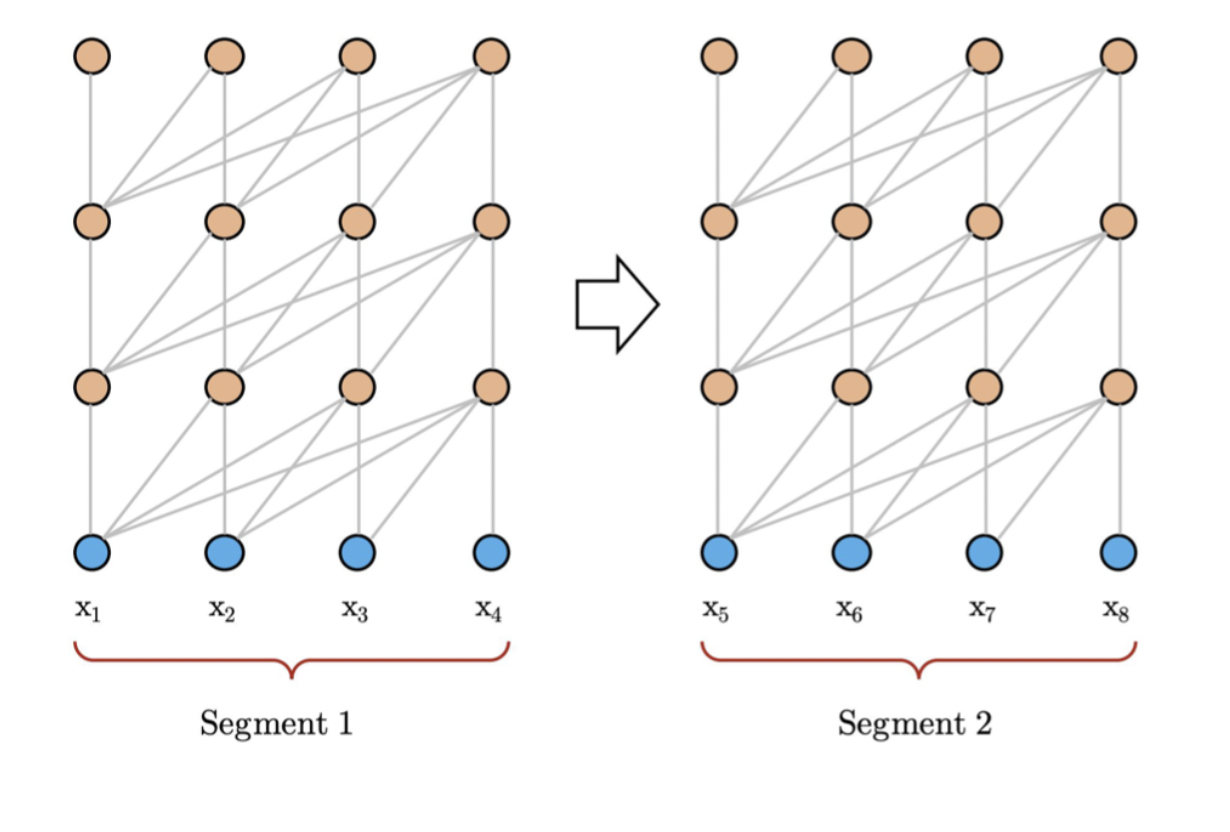 x₁ x₂ x₃ x₄ x₅ x₆ x₇ x₈
Segment 1 Segment 2